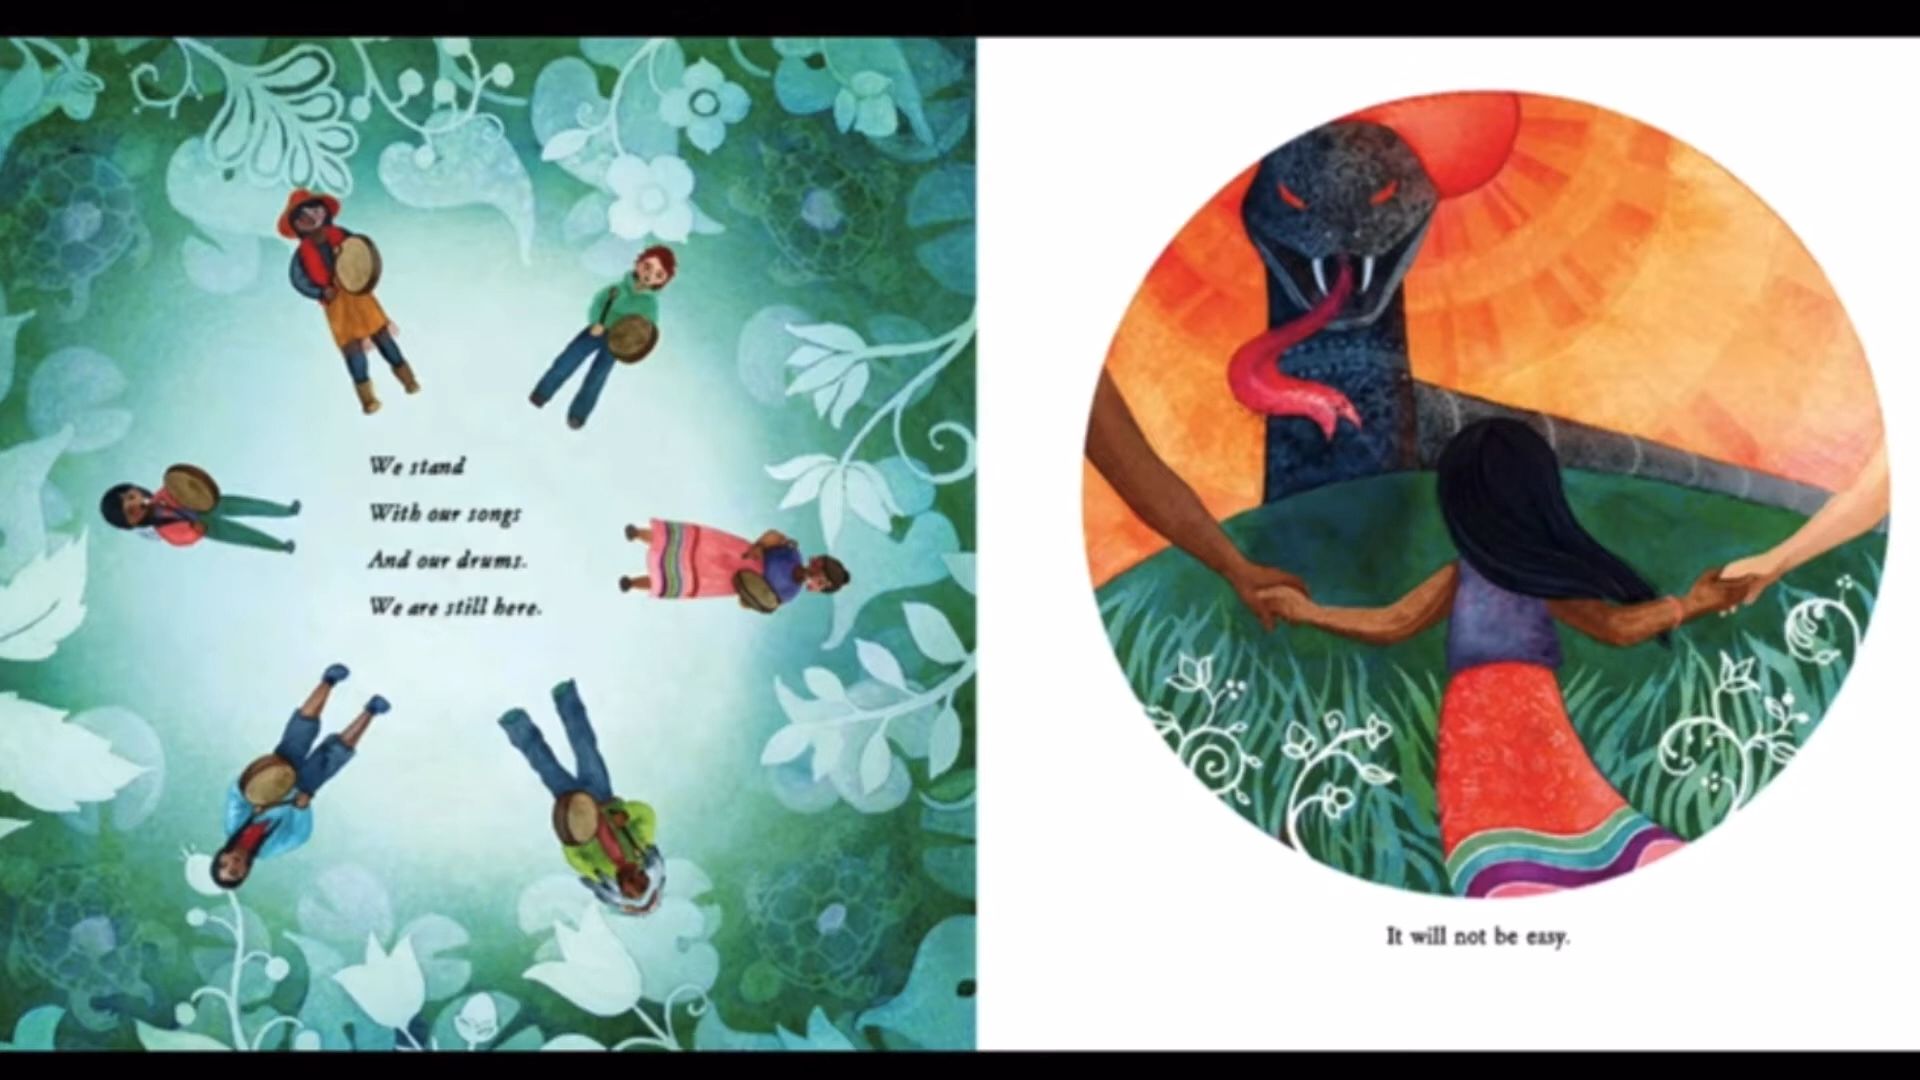 We stand
With our songs
And our drums.
We are still here.
It will not be easy.